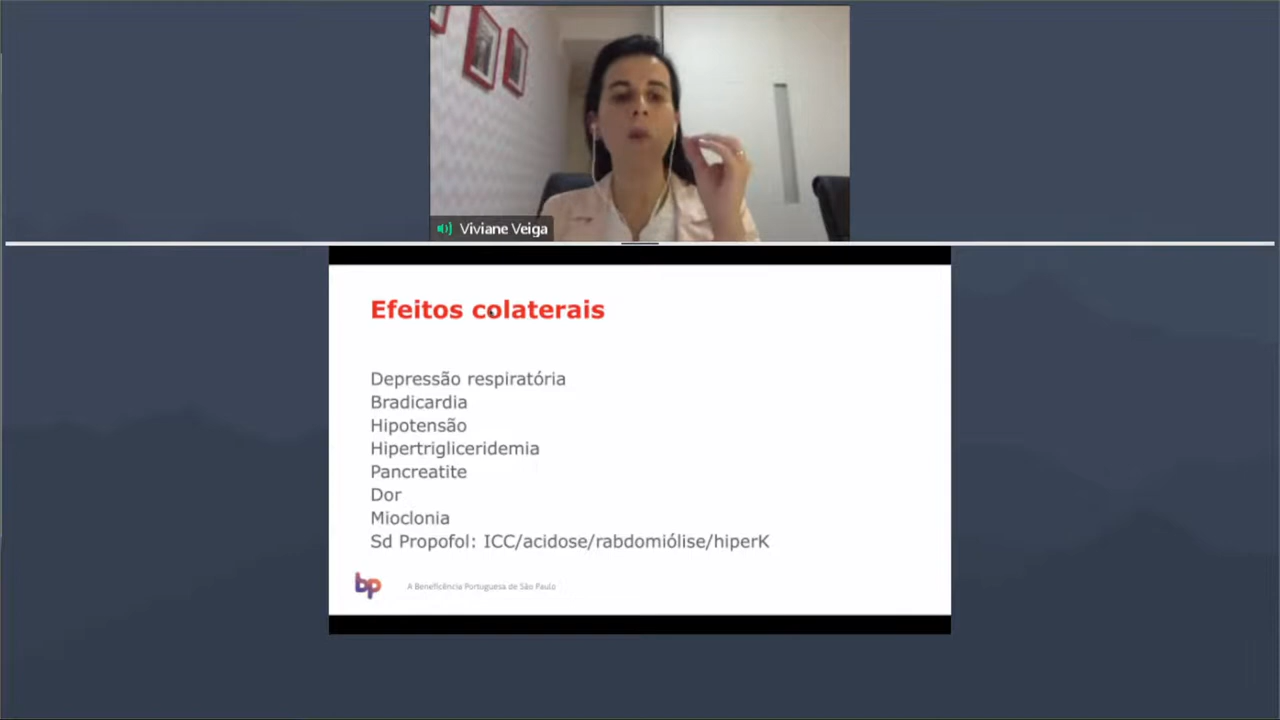 Viviane Veiga
Efeitos colaterais
Depressão respiratória
Bradicardia
Hipotensão
Hipertrigliceridemia
Pancreatite
Dor
Mioclonia
Sd Propofol: ICC/acidose/rabdomiólise/hiperK
bp
A Beneficência Portuguesa de São Paulo